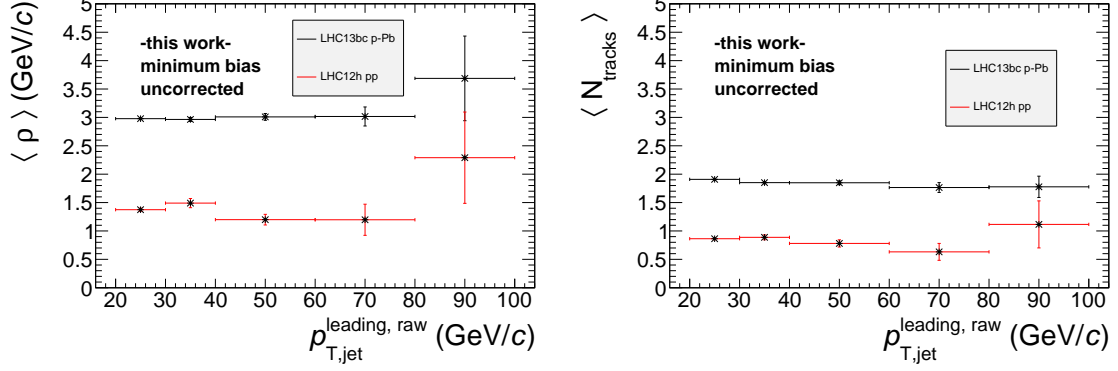 ⟨ ρ ⟩ (GeV/c)
5
4.5
4
3.5
3
2.5
2
1.5
1
0.5
0
-this work-
minimum bias
uncorrected
LHC13bc p-Pb
LHC12h pp
20 30 40 50 60 70 80 90 100
p_T,jet^leading, raw (GeV/c)
⟨ N_tracks ⟩
5
4.5
4
3.5
3
2.5
2
1.5
1
0.5
0
-this work-
minimum bias
uncorrected
LHC13bc p-Pb
LHC12h pp
20 30 40 50 60 70 80 90 100
p_T,jet^leading, raw (GeV/c)